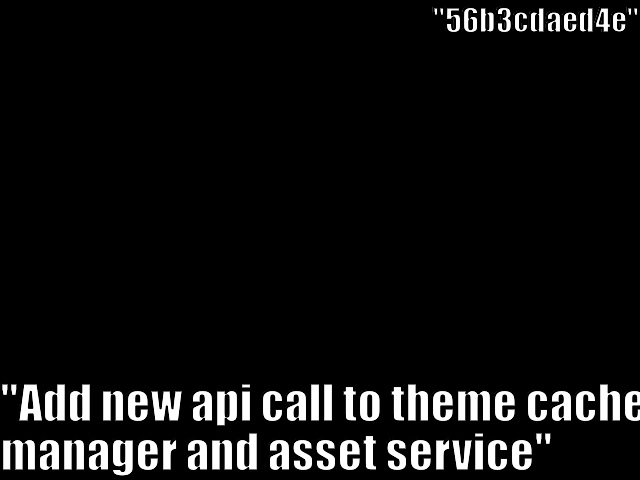 "56b3cdaed4e"
"Add new api call to theme cache
manager and asset service"